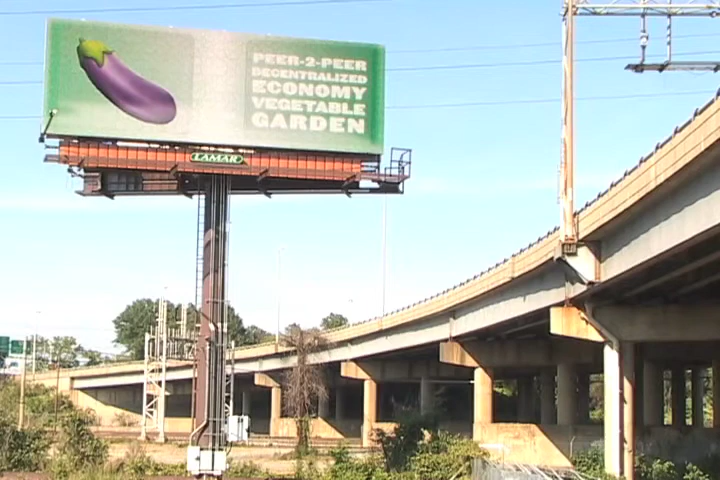 PEER-2-PEER
DECENTRALIZED
ECONOMY
VEGETABLE
GARDEN
LAMAR